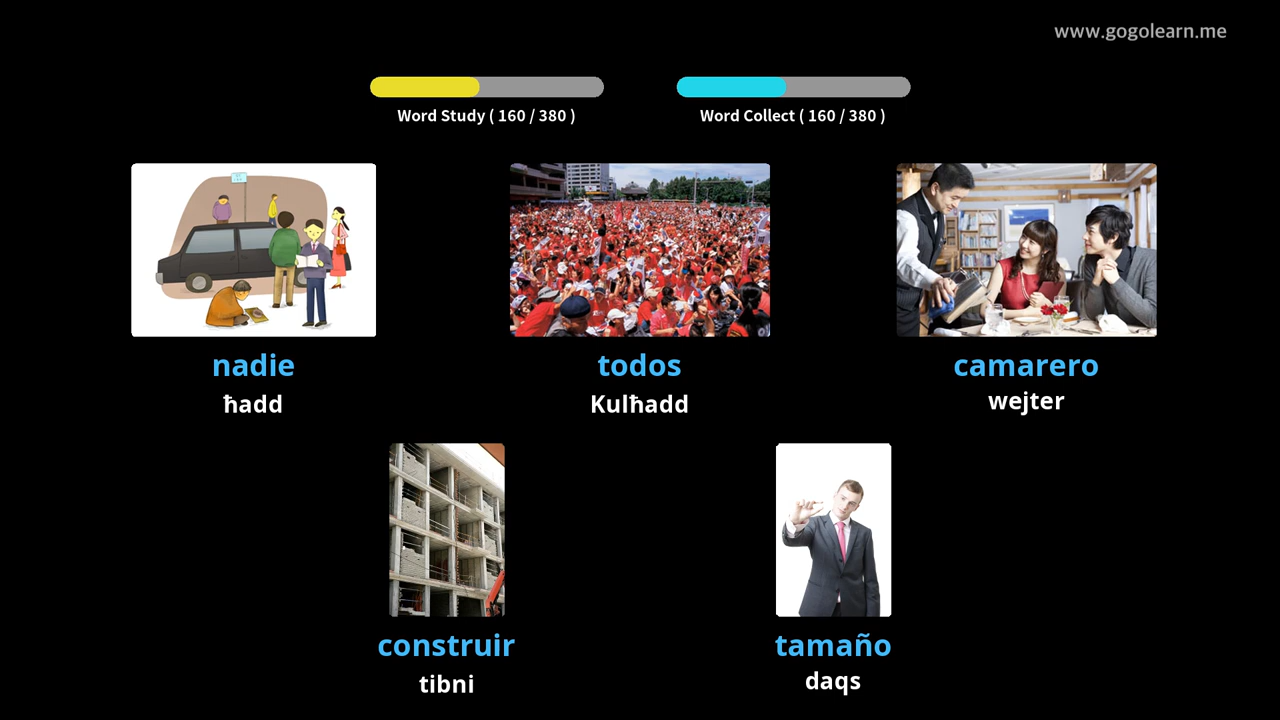 www.gogolearn.me
Word Study ( 160 / 380 )
Word Collect ( 160 / 380 )
nadie
ħadd
todos
Kulħadd
camarero
wejter
construir
tibni
tamaño
daqs